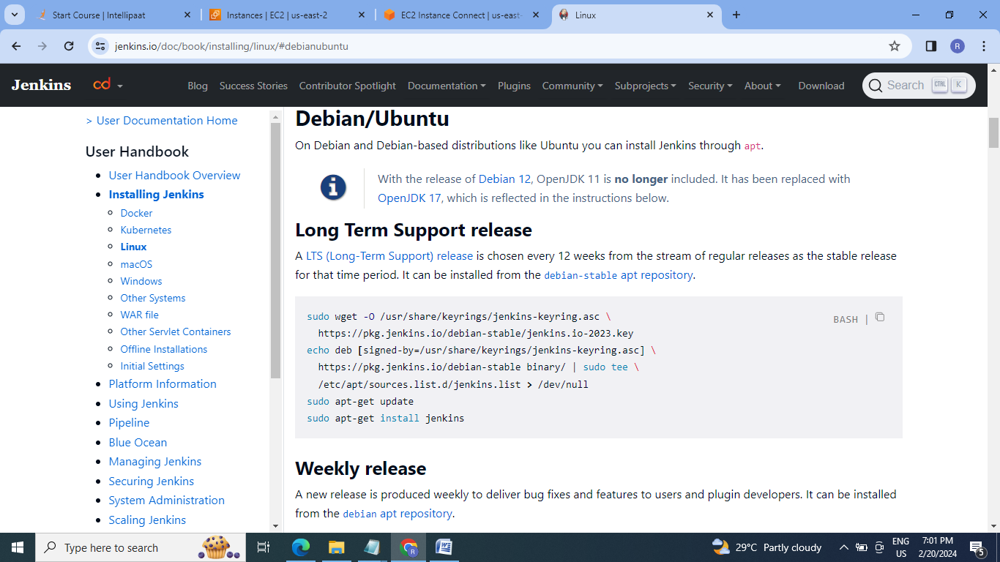 Start Course | Intellipaat
Instances | EC2 | us-east-2
EC2 Instance Connect | us-east-
Linux
jenkins.io/doc/book/installing/linux/#debianubuntu
R
Jenkins
cd
Blog
Success Stories
Contributor Spotlight
Documentation
Plugins
Community
Subprojects
Security
About
Download
Search
CTRL
K
> User Documentation Home
User Handbook
User Handbook Overview
Installing Jenkins
Docker
Kubernetes
Linux
macOS
Windows
Other Systems
WAR file
Other Servlet Containers
Offline Installations
Initial Settings
Platform Information
Using Jenkins
Pipeline
Blue Ocean
Managing Jenkins
Securing Jenkins
System Administration
Scaling Jenkins
Debian/Ubuntu
On Debian and Debian-based distributions like Ubuntu you can install Jenkins through apt.
With the release of Debian 12, OpenJDK 11 is no longer included. It has been replaced with
OpenJDK 17, which is reflected in the instructions below.
Long Term Support release
A LTS (Long-Term Support) release is chosen every 12 weeks from the stream of regular releases as the stable release
for that time period. It can be installed from the debian-stable apt repository.
BASH |
sudo wget -O /usr/share/keyrings/jenkins-keyring.asc \
https://pkg.jenkins.io/debian-stable/jenkins.io-2023.key
echo deb [signed-by=/usr/share/keyrings/jenkins-keyring.asc] \
https://pkg.jenkins.io/debian-stable binary/ | sudo tee \
/etc/apt/sources.list.d/jenkins.list > /dev/null
sudo apt-get update
sudo apt-get install jenkins
Weekly release
A new release is produced weekly to deliver bug fixes and features to users and plugin developers. It can be installed
from the debian apt repository.
Type here to search
R
29°C Partly cloudy
ENG
US
7:01 PM
2/20/2024
5